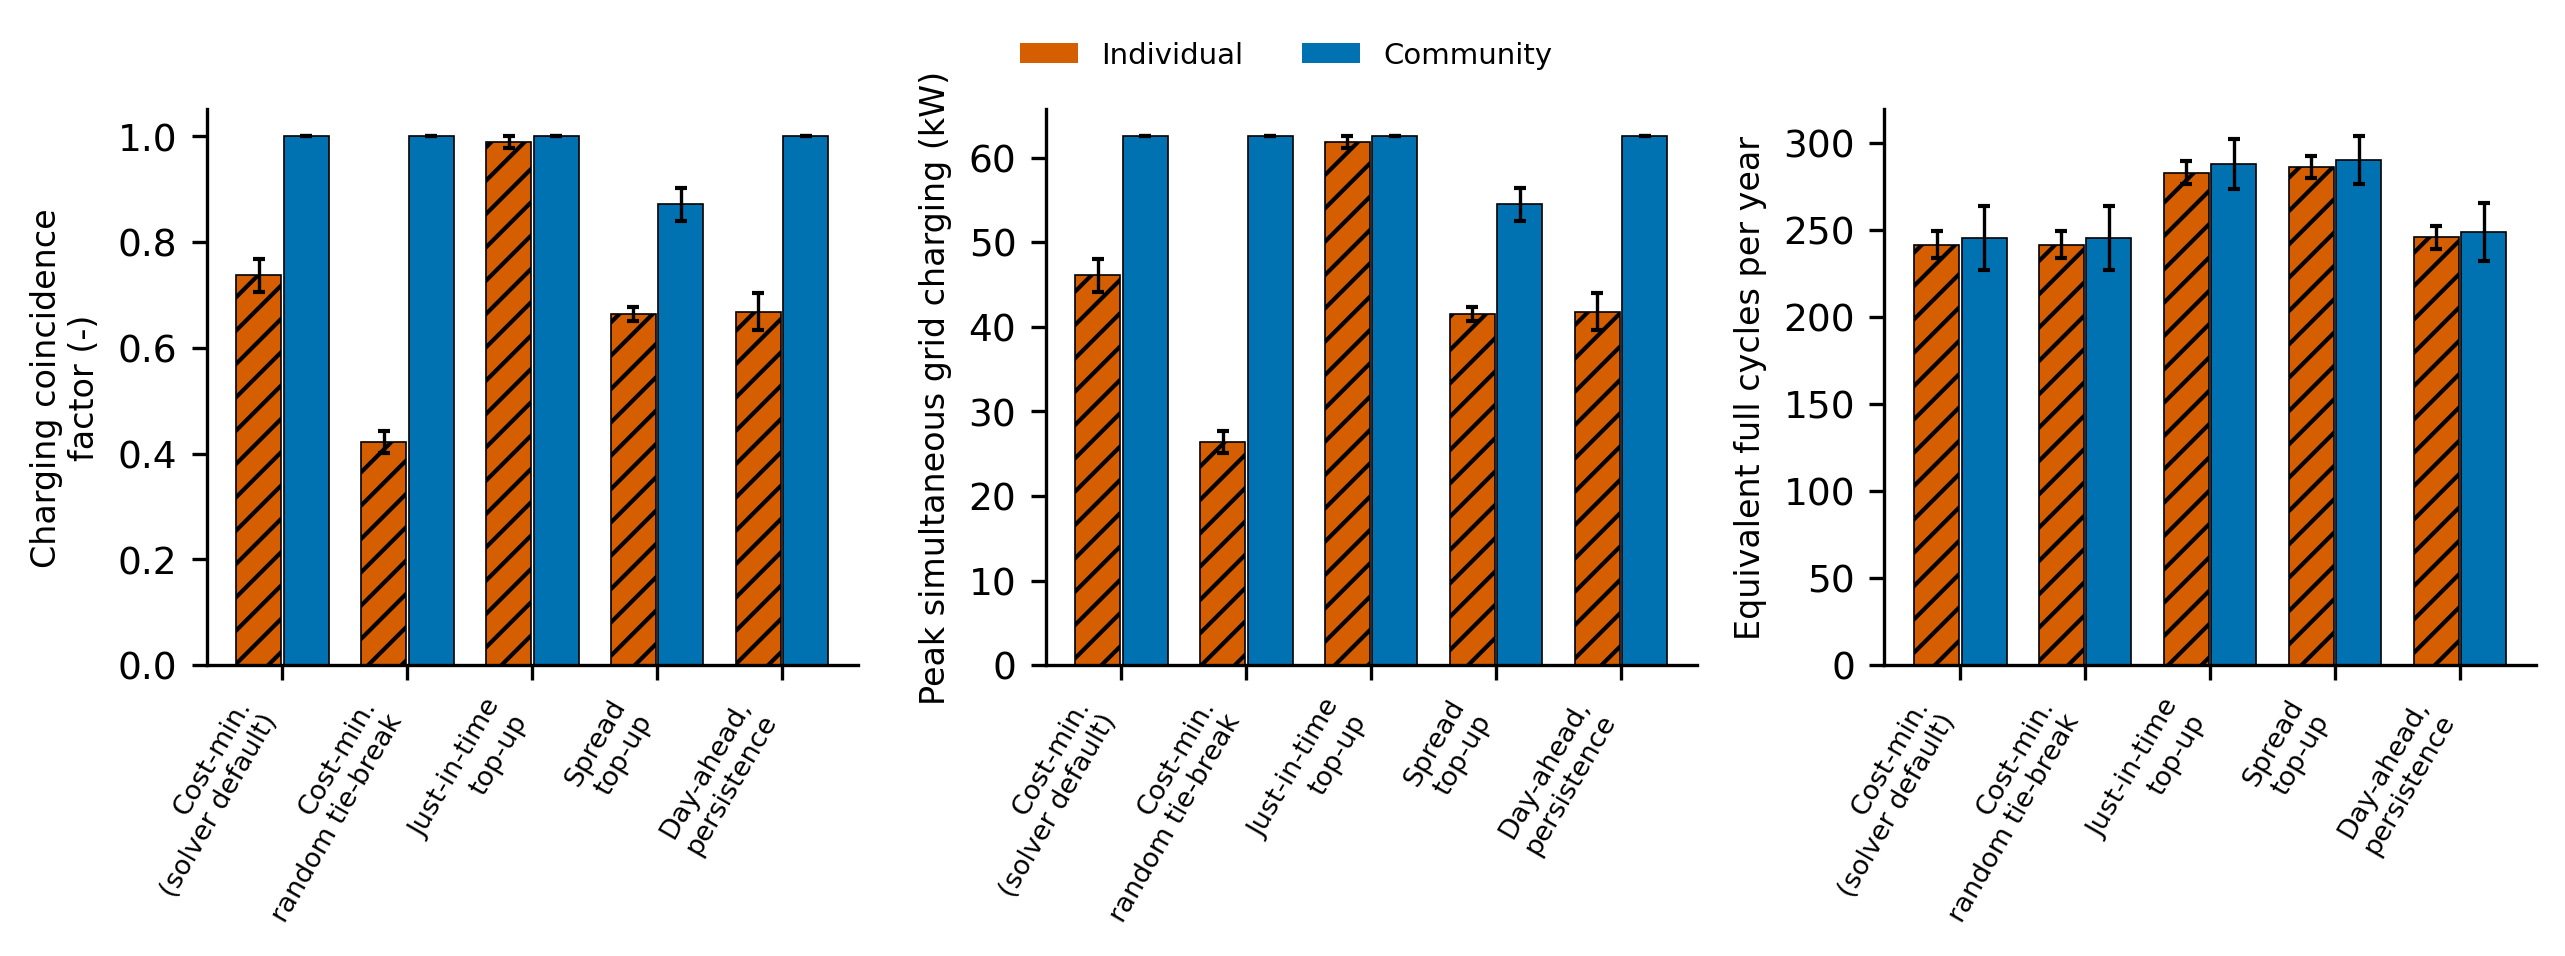 Individual
Community
Charging coincidence
factor (-)
1.0
0.8
0.6
0.4
0.2
0.0
Cost-min.
(solver default)
Cost-min.
random tie-break
Just-in-time
top-up
Spread
top-up
Day-ahead,
persistence
Peak simultaneous grid charging (kW)
60
50
40
30
20
10
0
Cost-min.
(solver default)
Cost-min.
random tie-break
Just-in-time
top-up
Spread
top-up
Day-ahead,
persistence
Equivalent full cycles per year
300
250
200
150
100
50
0
Cost-min.
(solver default)
Cost-min.
random tie-break
Just-in-time
top-up
Spread
top-up
Day-ahead,
persistence